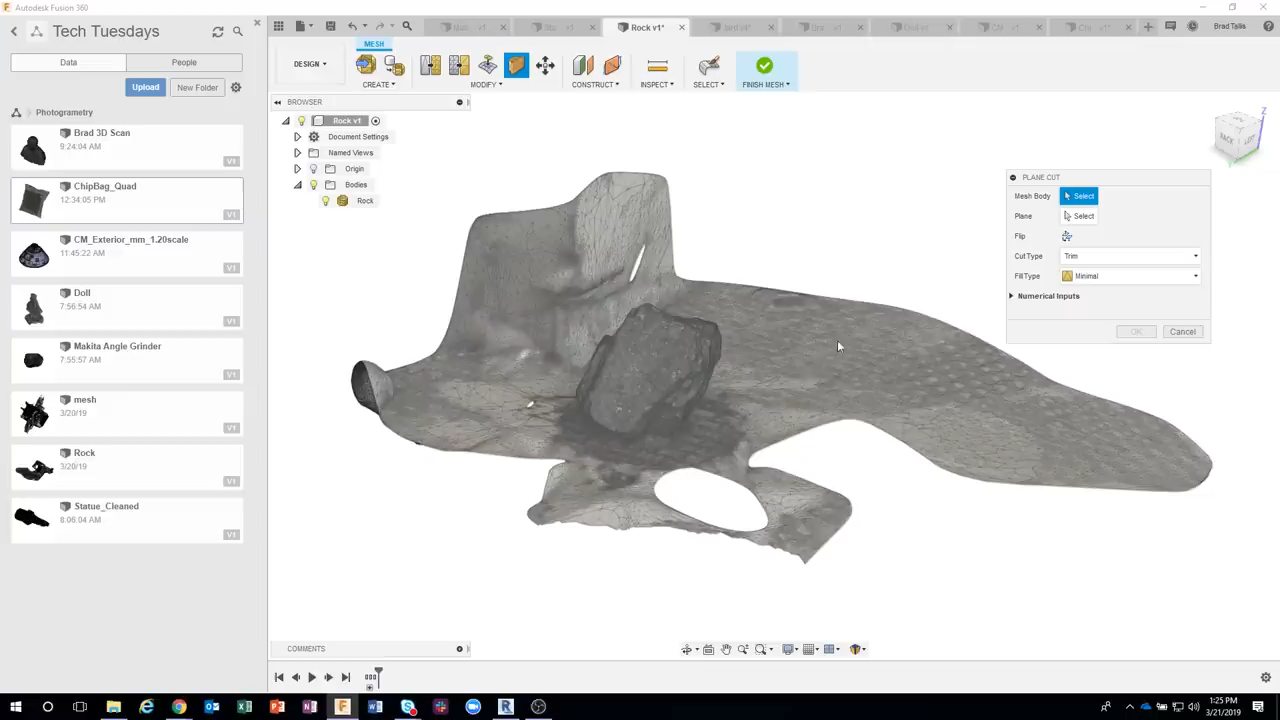 Autodesk Fusion 360
Tech Tuesdays
Data
People
Upload
New Folder
Photogrametry
Brad 3D Scan
9:24:04 AM
V1
ChipBag_Quad
12:34:05 PM
V1
CM_Exterior_mm_1.20scale
11:45:22 AM
V1
Doll
7:56:54 AM
V1
Makita Angle Grinder
7:55:57 AM
V1
mesh
3/20/19
V1
Rock
3/20/19
V1
Statue_Cleaned
8:06:04 AM
V1
Rock v1*
Brad Tallis
MESH
DESIGN
CREATE
MODIFY
CONSTRUCT
INSPECT
SELECT
FINISH MESH
BROWSER
Rock v1
Document Settings
Named Views
Origin
Bodies
Rock
Z
BACK
LEFT
PLANE CUT
Mesh Body
Select
Plane
Select
Flip
Cut Type
Trim
Fill Type
Minimal
Numerical Inputs
OK
Cancel
COMMENTS
1:25 PM
3/21/2019